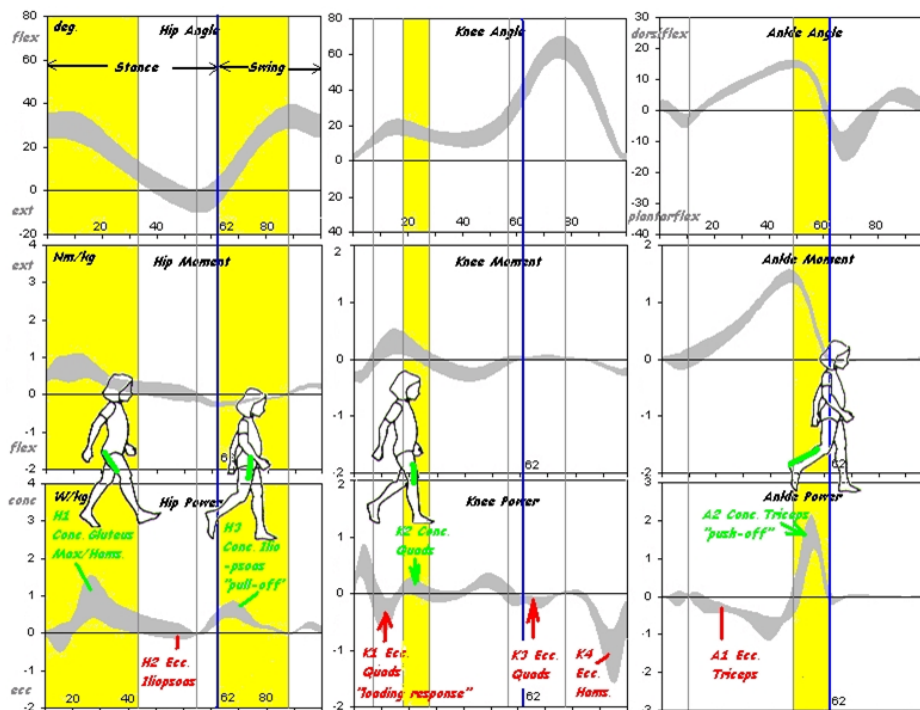 80
flex
deg.
Hip Angle
60
Stance
Swing
40
20
0
ext
-20
20
40
62
80
80
Knee Angle
60
40
20
0
20
40
20
40
62
80
30
dorsiflex
Ankle Angle
20
10
0
-10
-20
plantarflex
-30
20
40
60
80
4
ext
Nm/kg
Hip Moment
3
2
1
0
-1
flex
-2
2
Knee Moment
1
0
-1
-2
62
2
Ankle Moment
1
0
-1
-2
62
4
conc
W/kg
Hip Power
3
H1
Conc. Gluteus
Max/Hams.
H3
Conc. Ilio
-psoas
"pull-off"
2
1
0
H2 Ecc.
Iliopsoas
-1
ecc
20
40
62
80
2
Knee Power
K2 Conc.
Quads
1
0
-1
K1 Ecc.
Quads
"loading response"
K3 Ecc.
Quads
K4
Ecc.
Hams.
-2
62
3
Ankle Power
A2 Conc. Triceps
"push-off"
2
1
0
-1
A1 Ecc.
Triceps
-2
-3
62